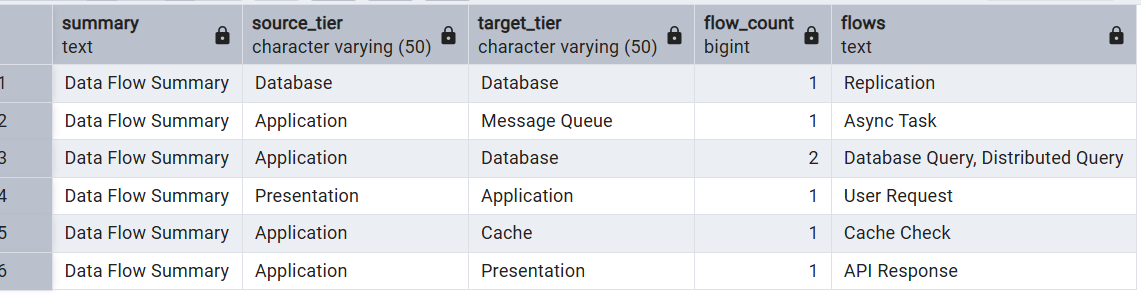 summary source_tier target_tier flow_count flows
text character varying (50) character varying (50) bigint text
1 Data Flow Summary Database Database 1 Replication
2 Data Flow Summary Application Message Queue 1 Async Task
3 Data Flow Summary Application Database 2 Database Query, Distributed Query
4 Data Flow Summary Presentation Application 1 User Request
5 Data Flow Summary Application Cache 1 Cache Check
6 Data Flow Summary Application Presentation 1 API Response